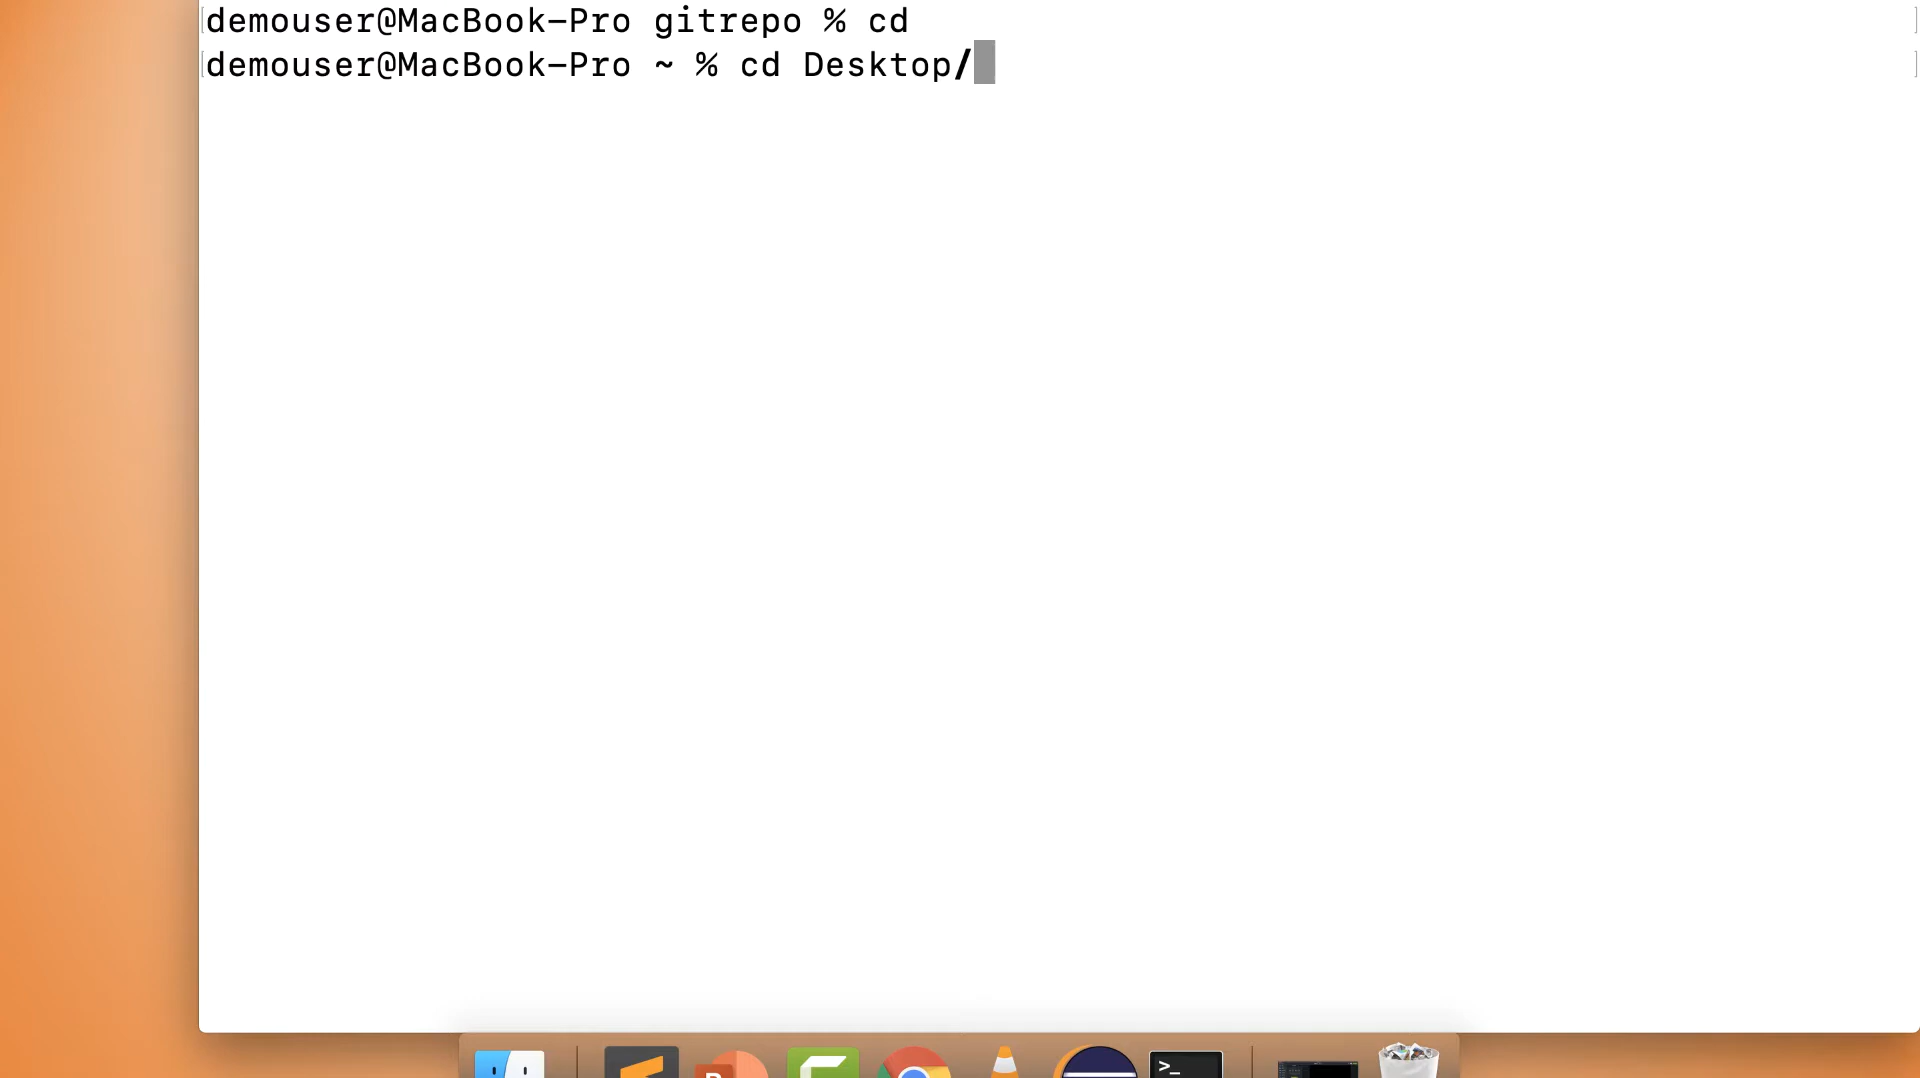 demouser@MacBook-Pro gitrepo % cd
demouser@MacBook-Pro ~ % cd Desktop/
>_